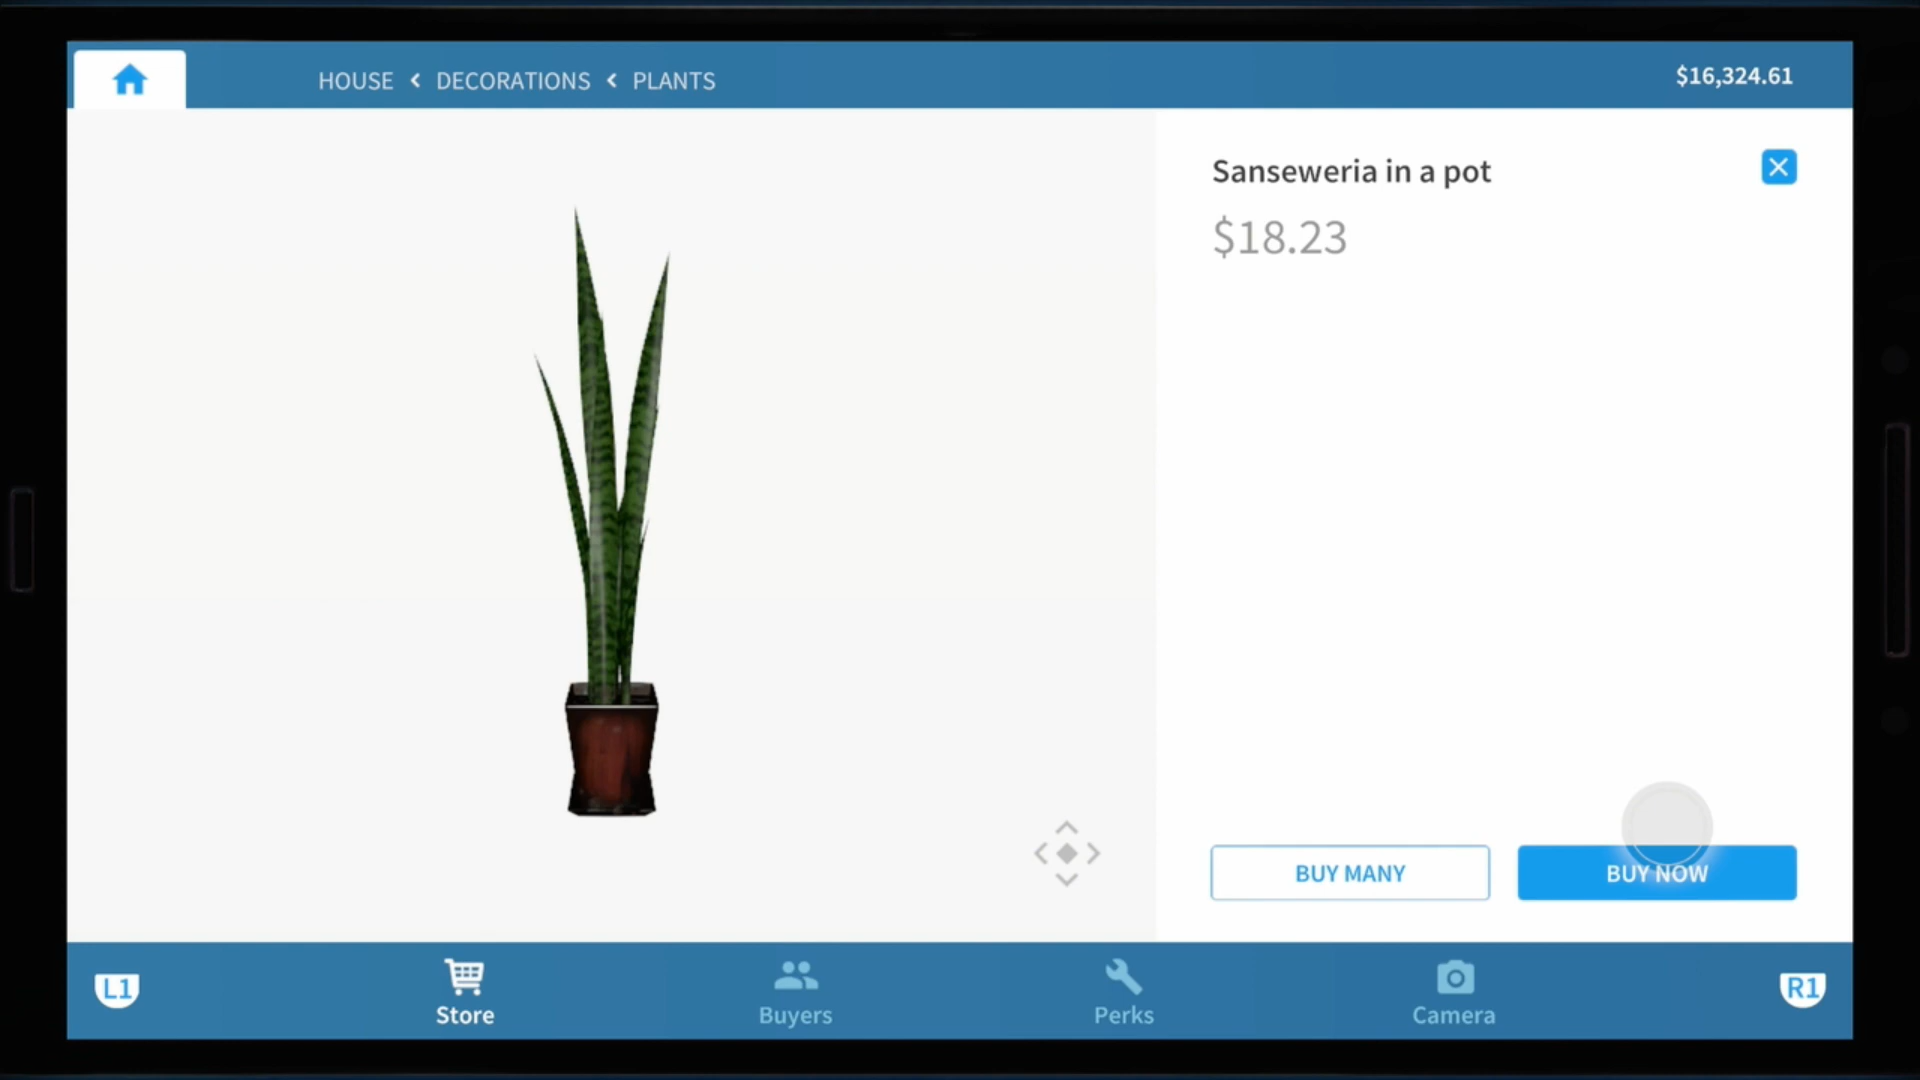 HOUSE < DECORATIONS < PLANTS
$16,324.61
Sanseweria in a pot
$18.23
BUY MANY
BUY NOW
L1
Store
Buyers
Perks
Camera
R1